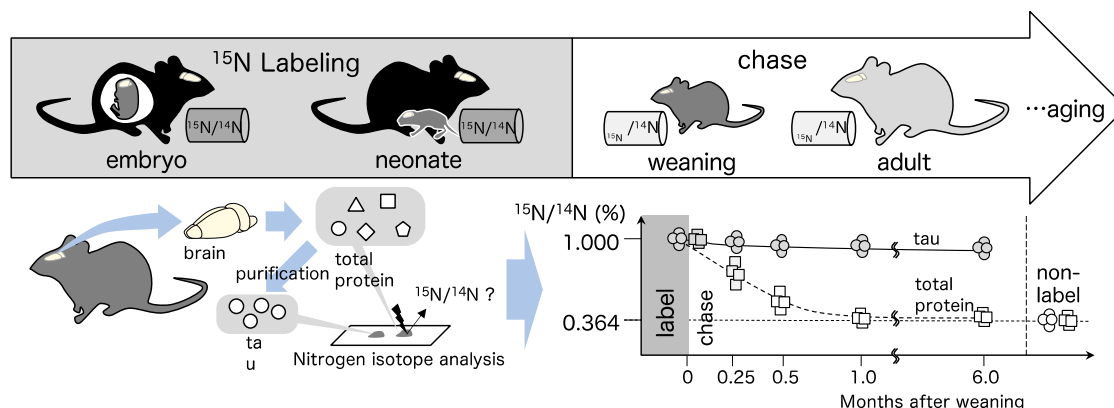 ¹⁵N Labeling
chase
¹⁵N/¹⁴N
¹⁵N/¹⁴N
¹⁵N/¹⁴N
¹⁵N/¹⁴N
···aging
embryo
neonate
weaning
adult
brain
purification
total
protein
¹⁵N/¹⁴N ?
ta
u
Nitrogen isotope analysis
¹⁵N/¹⁴N (%)
1.000
0.364
label
chase
tau
total
protein
non-
label
0
0.25
0.5
1.0
6.0
Months after weaning